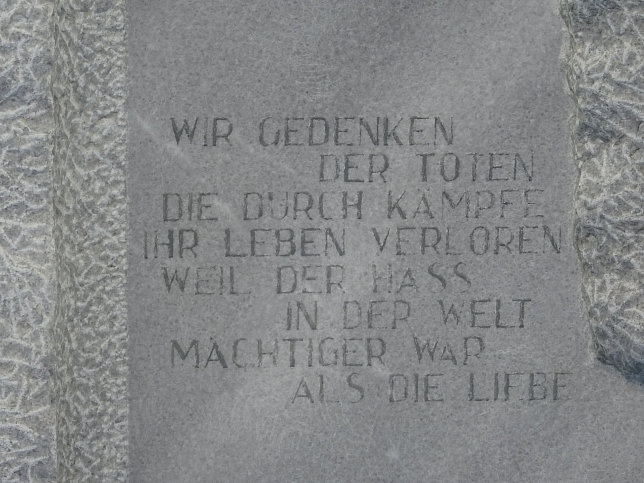 WIR GEDENKEN
DER TOTEN
DIE DURCH KÄMPFE
IHR LEBEN VERLOREN
WEIL DER HASS
IN DER WELT
MÄCHTIGER WAR
ALS DIE LIEBE